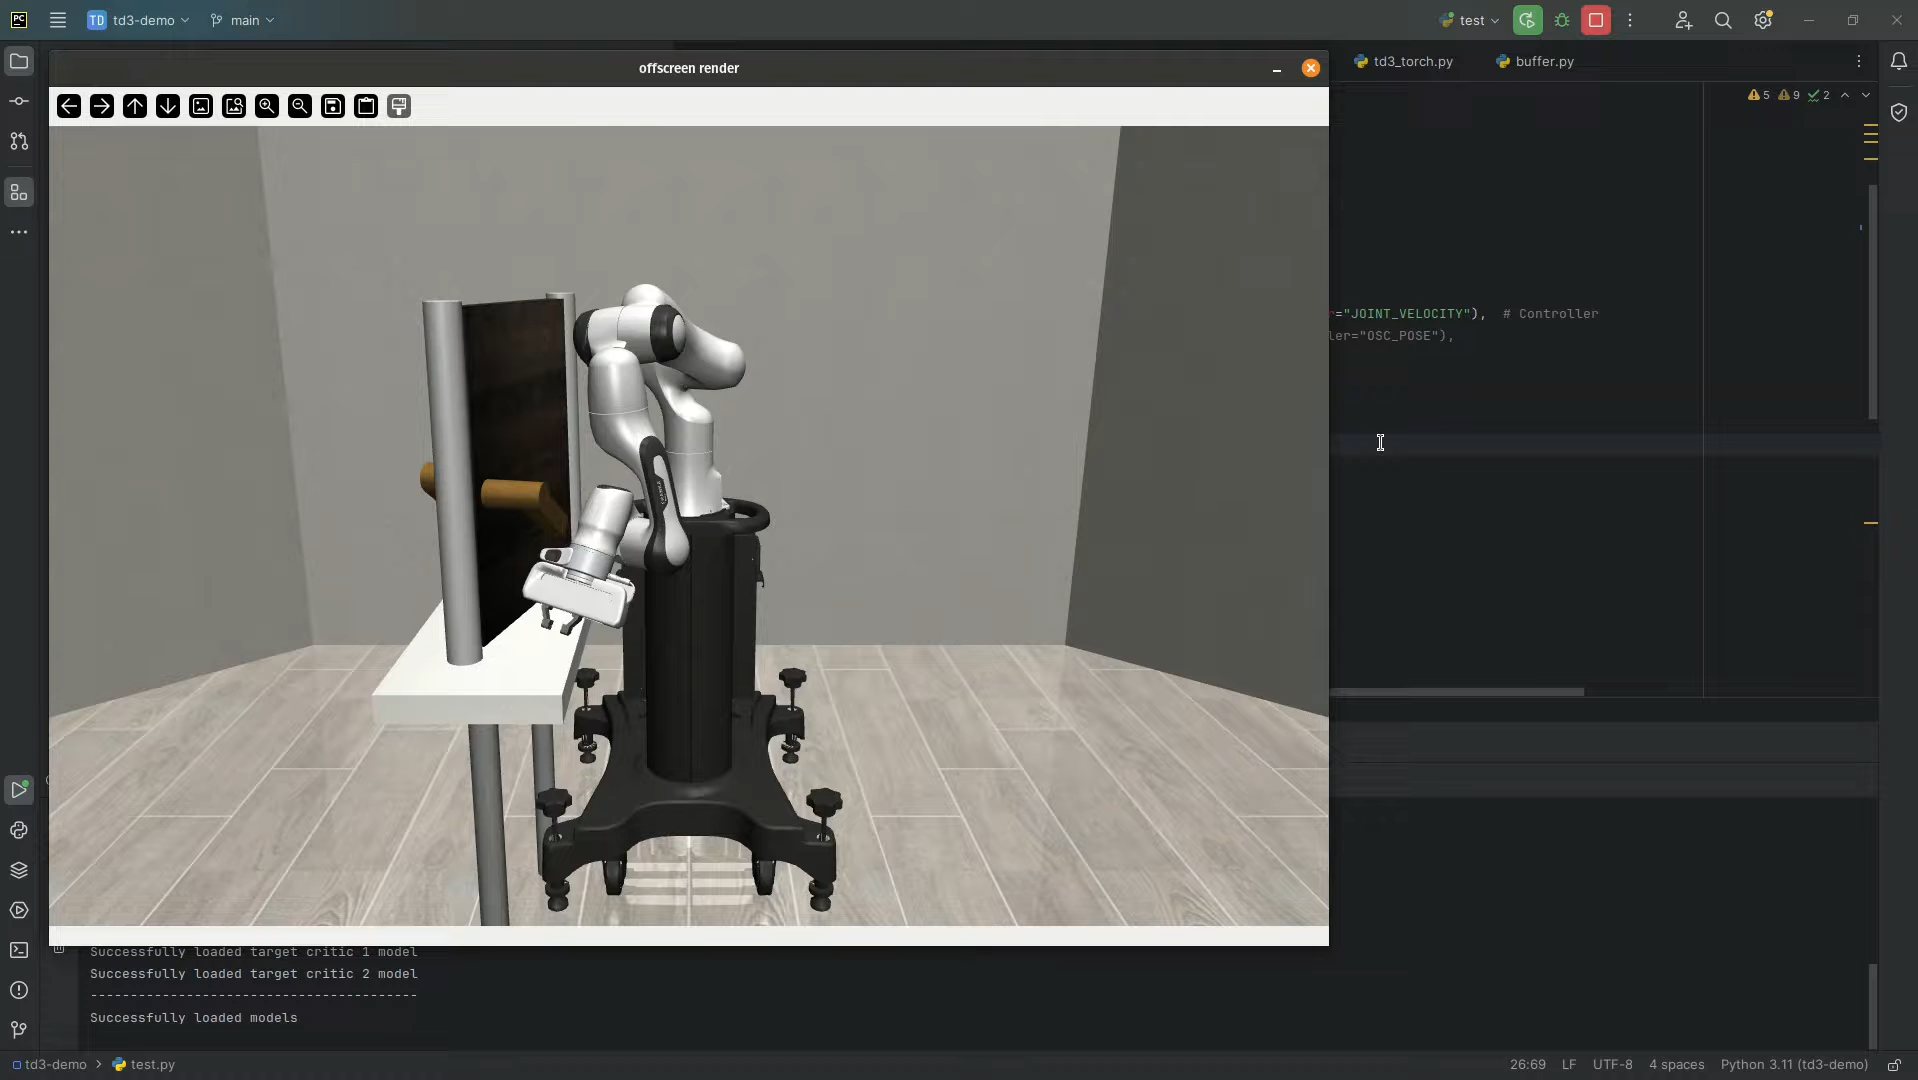 PC
TD td3-demo
main
test
offscreen render
td3_torch.py
buffer.py
5 9 2
="JOINT_VELOCITY"), # Controller
ler="OSC_POSE"),
Successfully loaded target critic 1 model
Successfully loaded target critic 2 model
-----------------------------------------
Successfully loaded models
td3-demo > test.py
26:69 LF UTF-8 4 spaces Python 3.11 (td3-demo)